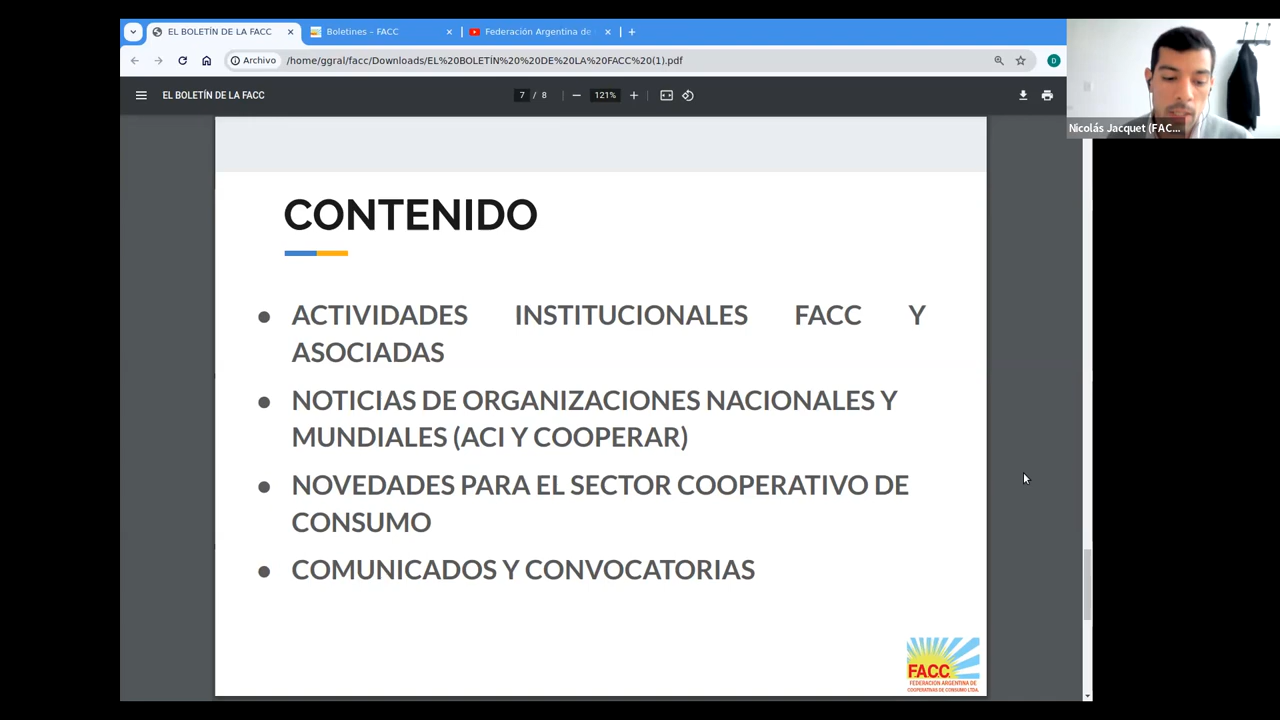 EL BOLETÍN DE LA FACC
Boletines – FACC
Federación Argentina de
Archivo
/home/ggral/facc/Downloads/EL%20BOLETÍN%20%20DE%20LA%20FACC%20(1).pdf
D
EL BOLETÍN DE LA FACC
7 / 8
121%
Nicolás Jacquet (FAC...
CONTENIDO
● ACTIVIDADES INSTITUCIONALES FACC Y
ASOCIADAS
● NOTICIAS DE ORGANIZACIONES NACIONALES Y
MUNDIALES (ACI Y COOPERAR)
● NOVEDADES PARA EL SECTOR COOPERATIVO DE
CONSUMO
● COMUNICADOS Y CONVOCATORIAS
FACC
FEDERACIÓN ARGENTINA DE
COOPERATIVAS DE CONSUMO LTDA.